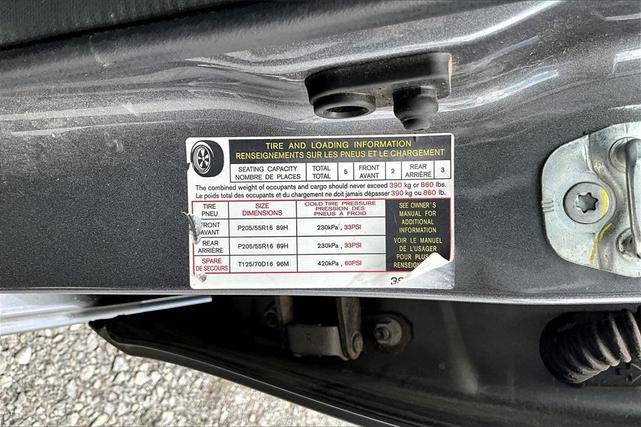 TIRE AND LOADING INFORMATION
RENSEIGNEMENTS SUR LES PNEUS ET LE CHARGEMENT
SEATING CAPACITY TOTAL 5 FRONT 2 REAR 3
NOMBRE DE PLACES TOTAL AVANT ARRIÈRE
The combined weight of occupants and cargo should never exceed 390 kg or 860 lbs.
Le poids total des occupants et du chargement ne doit jamais dépasser 390 kg ou 860 lb.
TIRE SIZE COLD TIRE PRESSURE
PNEU DIMENSIONS PRESSION DES PNEUS À FROID
FRONT AVANT P205/55R16 89H 230kPa, 33PSI
REAR ARRIÈRE P205/55R16 89H 230kPa, 33PSI
SPARE DE SECOURS T125/70D16 96M 420kPa, 60PSI
SEE OWNER'S
MANUAL FOR
ADDITIONAL
INFORMATION
VOIR LE MANUEL
DE L'USAGER
POUR PLUS DE